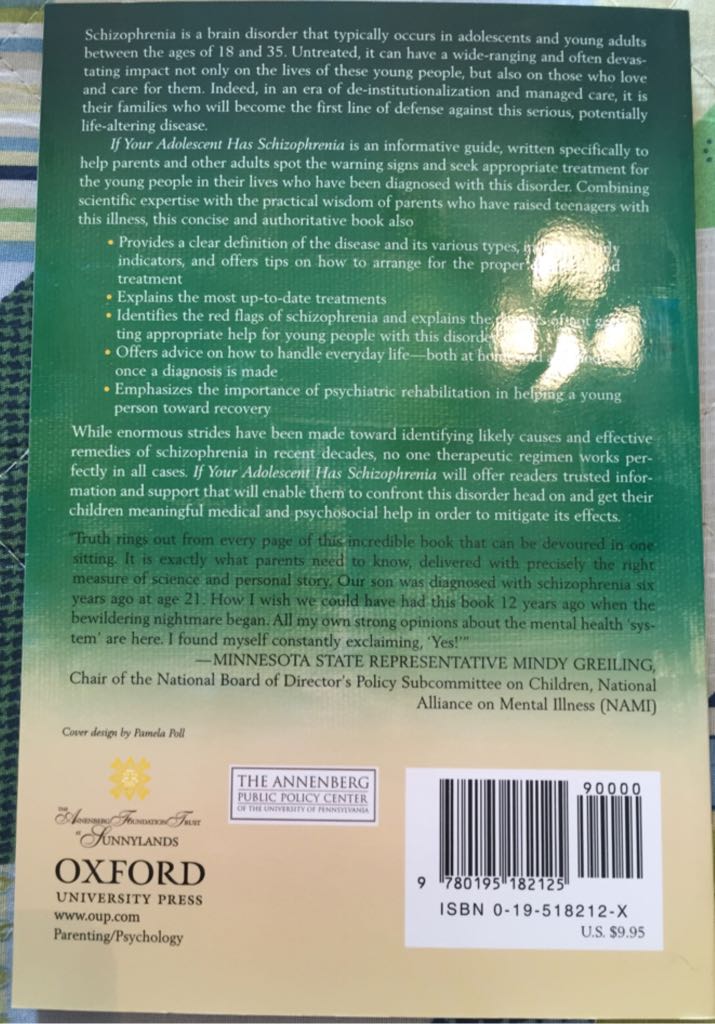 Schizophrenia is a brain disorder that typically occurs in adolescents and young adults
between the ages of 18 and 35. Untreated, it can have a wide-ranging and often devas-
tating impact not only on the lives of these young people, but also on those who love
and care for them. Indeed, in an era of de-institutionalization and managed care, it is
their families who will become the first line of defense against this serious, potentially
life-altering disease.
If Your Adolescent Has Schizophrenia is an informative guide, written specifically to
help parents and other adults spot the warning signs and seek appropriate treatment for
the young people in their lives who have been diagnosed with this disorder. Combining
scientific expertise with the practical wisdom of parents who have raised teenagers with
this illness, this concise and authoritative book also
• Provides a clear definition of the disease and its various types,
indicators, and offers tips on how to arrange for the proper
treatment
• Explains the most up-to-date treatments
• Identifies the red flags of schizophrenia and explains the
ting appropriate help for young people with this
• Offers advice on how to handle everyday life—both at
once a diagnosis is made
• Emphasizes the importance of psychiatric rehabilitation in helping a young
person toward recovery
While enormous strides have been made toward identifying likely causes and effective
remedies of schizophrenia in recent decades, no one therapeutic regimen works per-
fectly in all cases. If Your Adolescent Has Schizophrenia will offer readers trusted infor-
mation and support that will enable them to confront this disorder head on and get their
children meaningful medical and psychosocial help in order to mitigate its effects.
"Truth rings out from every page of this incredible book that can be devoured in one
sitting. It is exactly what parents need to know, delivered with precisely the right
measure of science and personal story. Our son was diagnosed with schizophrenia six
years ago at age 21. How I wish we could have had this book 12 years ago when the
bewildering nightmare began. All my own strong opinions about the mental health 'sys-
tem' are here. I found myself constantly exclaiming, 'Yes!'"
—MINNESOTA STATE REPRESENTATIVE MINDY GREILING,
Chair of the National Board of Director's Policy Subcommittee on Children, National
Alliance on Mental Illness (NAMI)
Cover design by Pamela Poll
THE ANNENBERG FOUNDATION TRUST
at SUNNYLANDS
OXFORD
UNIVERSITY PRESS
www.oup.com
Parenting/Psychology
THE ANNENBERG
PUBLIC POLICY CENTER
OF THE UNIVERSITY OF PENNSYLVANIA
90000
9 780195 182125
ISBN 0-19-518212-X
U.S. $9.95